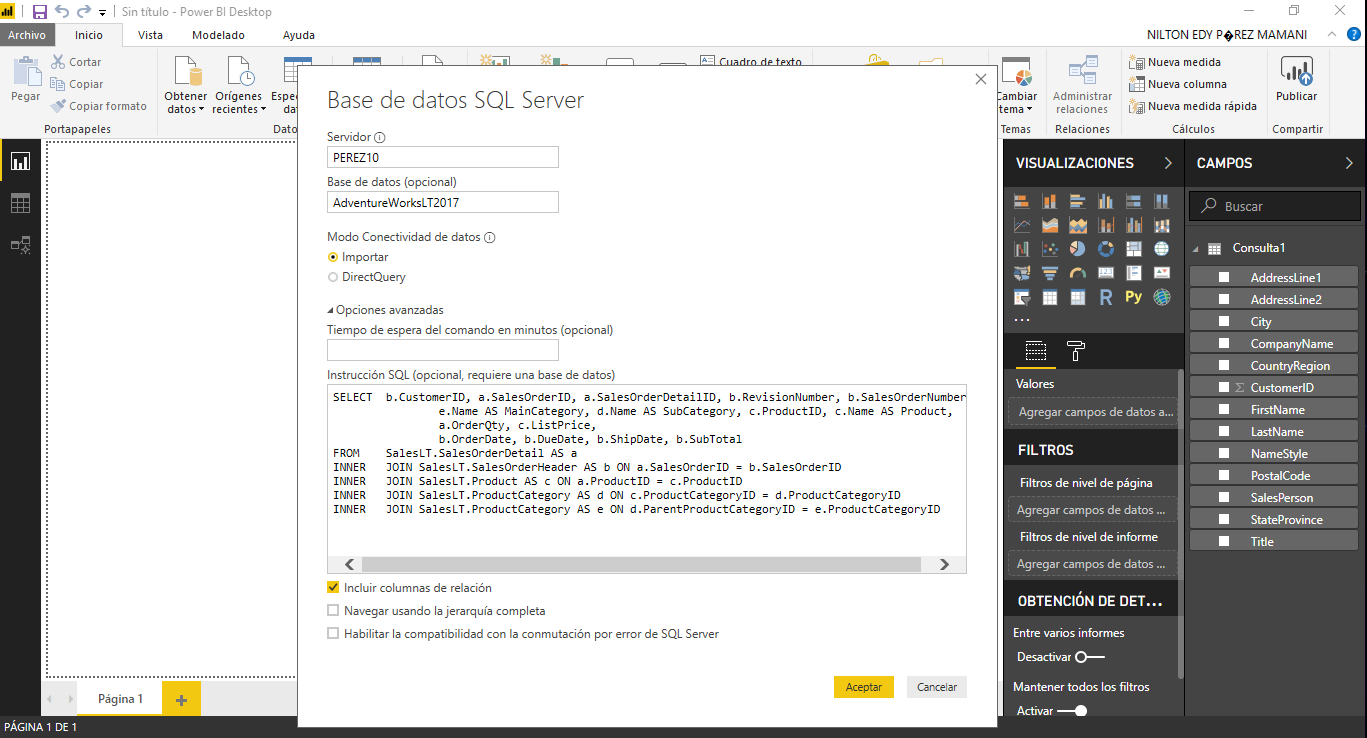 Sin título - Power BI Desktop
Archivo Inicio Vista Modelado Ayuda NILTON EDY P�REZ MAMANI
Pegar
Cortar
Copiar
Copiar formato
Portapapeles
Obtener
datos
Orígenes
recientes
Cuadro de texto
Cambiar
tema
Temas
Administrar
relaciones
Relaciones
Nueva medida
Nueva columna
Nueva medida rápida
Cálculos
Publicar
Compartir
Base de datos SQL Server
Servidor
PEREZ10
Base de datos (opcional)
AdventureWorksLT2017
Modo Conectividad de datos
Importar
DirectQuery
Opciones avanzadas
Tiempo de espera del comando en minutos (opcional)
Instrucción SQL (opcional, requiere una base de datos)
SELECT b.CustomerID, a.SalesOrderID, a.SalesOrderDetailID, b.RevisionNumber, b.SalesOrderNumber
e.Name AS MainCategory, d.Name AS SubCategory, c.ProductID, c.Name AS Product,
a.OrderQty, c.ListPrice,
b.OrderDate, b.DueDate, b.ShipDate, b.SubTotal
FROM SalesLT.SalesOrderDetail AS a
INNER JOIN SalesLT.SalesOrderHeader AS b ON a.SalesOrderID = b.SalesOrderID
INNER JOIN SalesLT.Product AS c ON a.ProductID = c.ProductID
INNER JOIN SalesLT.ProductCategory AS d ON c.ProductCategoryID = d.ProductCategoryID
INNER JOIN SalesLT.ProductCategory AS e ON d.ParentProductCategoryID = e.ProductCategoryID
Incluir columnas de relación
Navegar usando la jerarquía completa
Habilitar la compatibilidad con la conmutación por error de SQL Server
Aceptar Cancelar
VISUALIZACIONES
R Py
Valores
Agregar campos de datos a...
FILTROS
Filtros de nivel de página
Agregar campos de datos ...
Filtros de nivel de informe
Agregar campos de datos ...
OBTENCIÓN DE DET...
Entre varios informes
Desactivar
Mantener todos los filtros
Activar
CAMPOS
Buscar
Consulta1
AddressLine1
AddressLine2
City
CompanyName
CountryRegion
Σ CustomerID
FirstName
LastName
NameStyle
PostalCode
SalesPerson
StateProvince
Title
Página 1
PÁGINA 1 DE 1